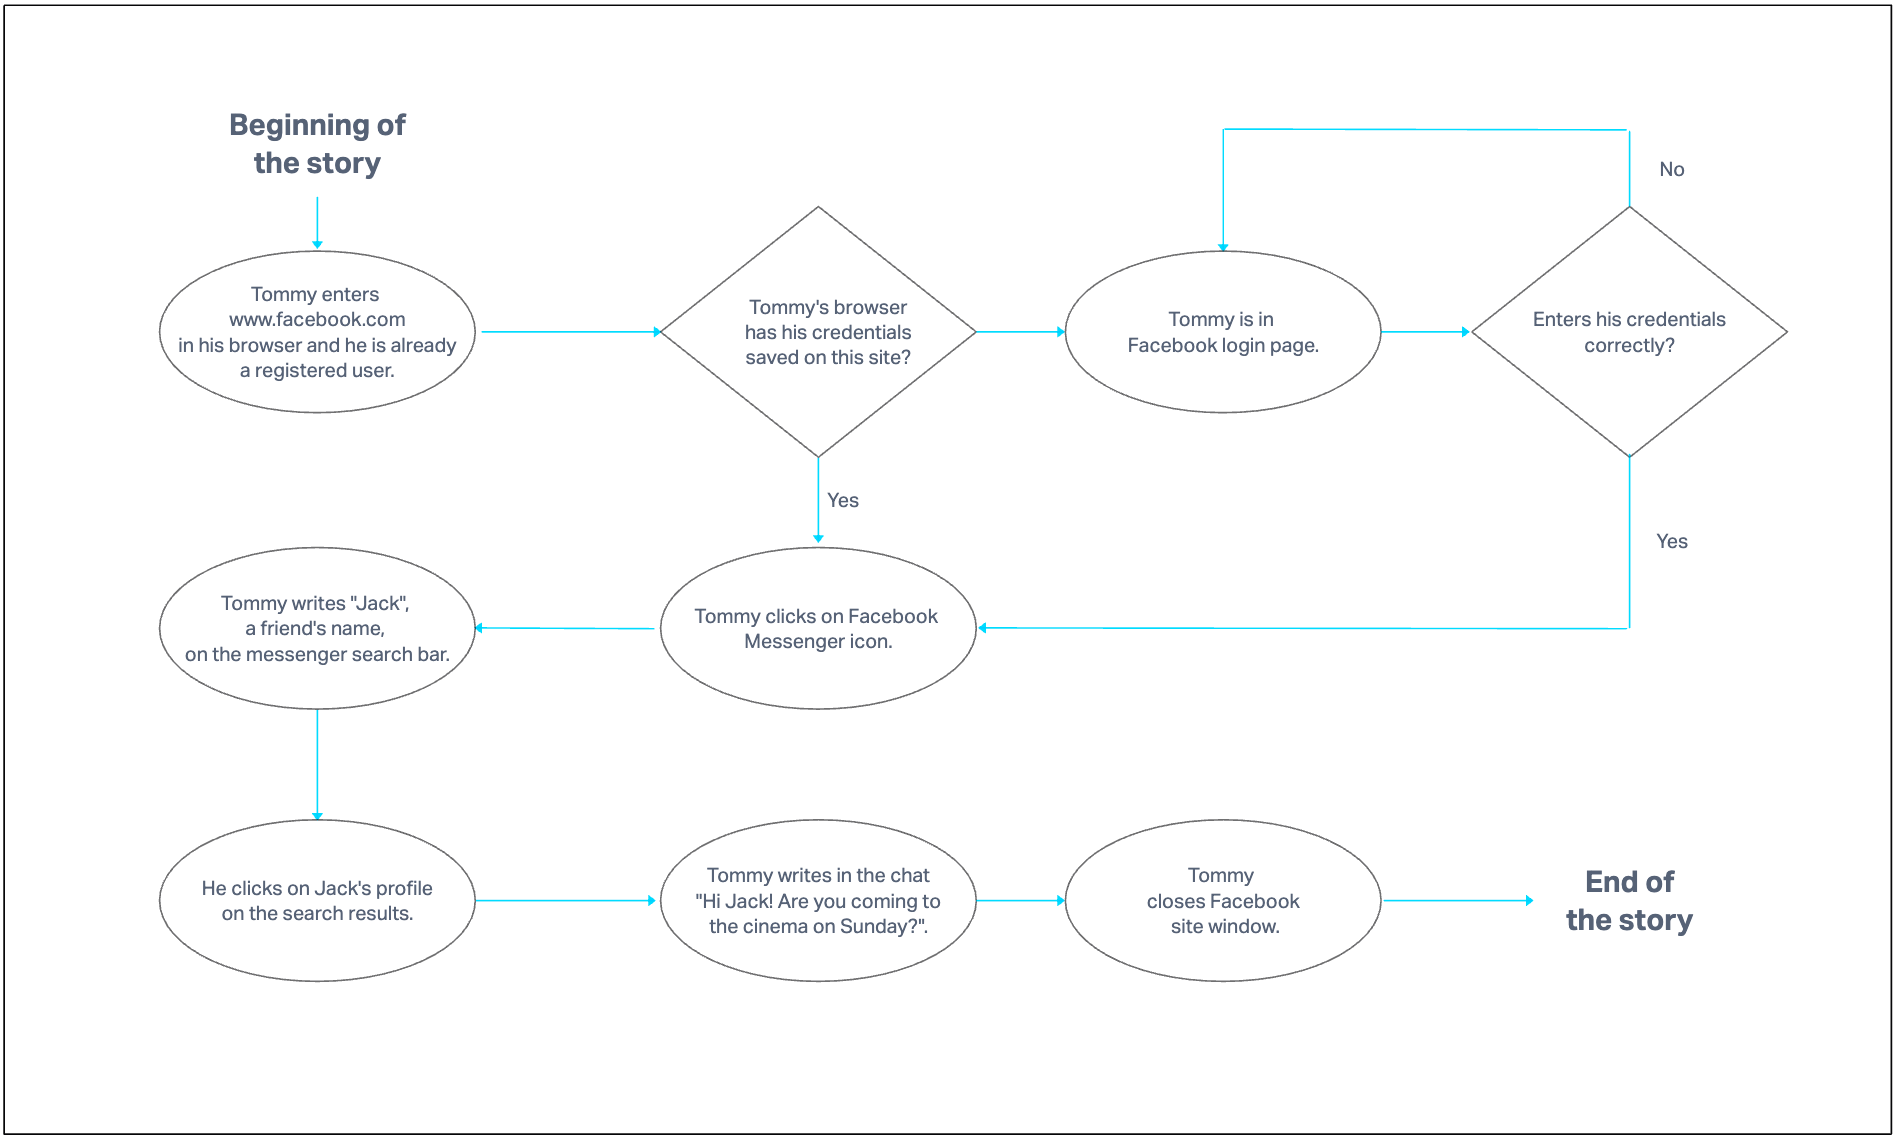 Beginning of
the story
No
Tommy enters
www.facebook.com
in his browser and he is already
a registered user.
Tommy's browser
has his credentials
saved on this site?
Tommy is in
Facebook login page.
Enters his credentials
correctly?
Yes
Yes
Tommy writes "Jack",
a friend's name,
on the messenger search bar.
Tommy clicks on Facebook
Messenger icon.
He clicks on Jack's profile
on the search results.
Tommy writes in the chat
"Hi Jack! Are you coming to
the cinema on Sunday?".
Tommy
closes Facebook
site window.
End of
the story